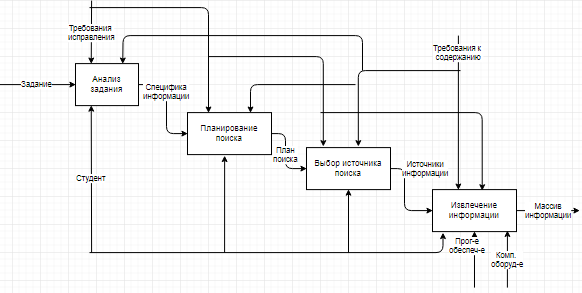 Требования
исправления
Требования к
содержанию
Задание
Анализ
задания
Специфика
информации
Планирование
поиска
План
поиска
Выбор источника
поиска
Источники
информации
Студент
Извлечение
информации
Массив
информации
Прог-е
обеспеч-е
Комп.
оборуд-е